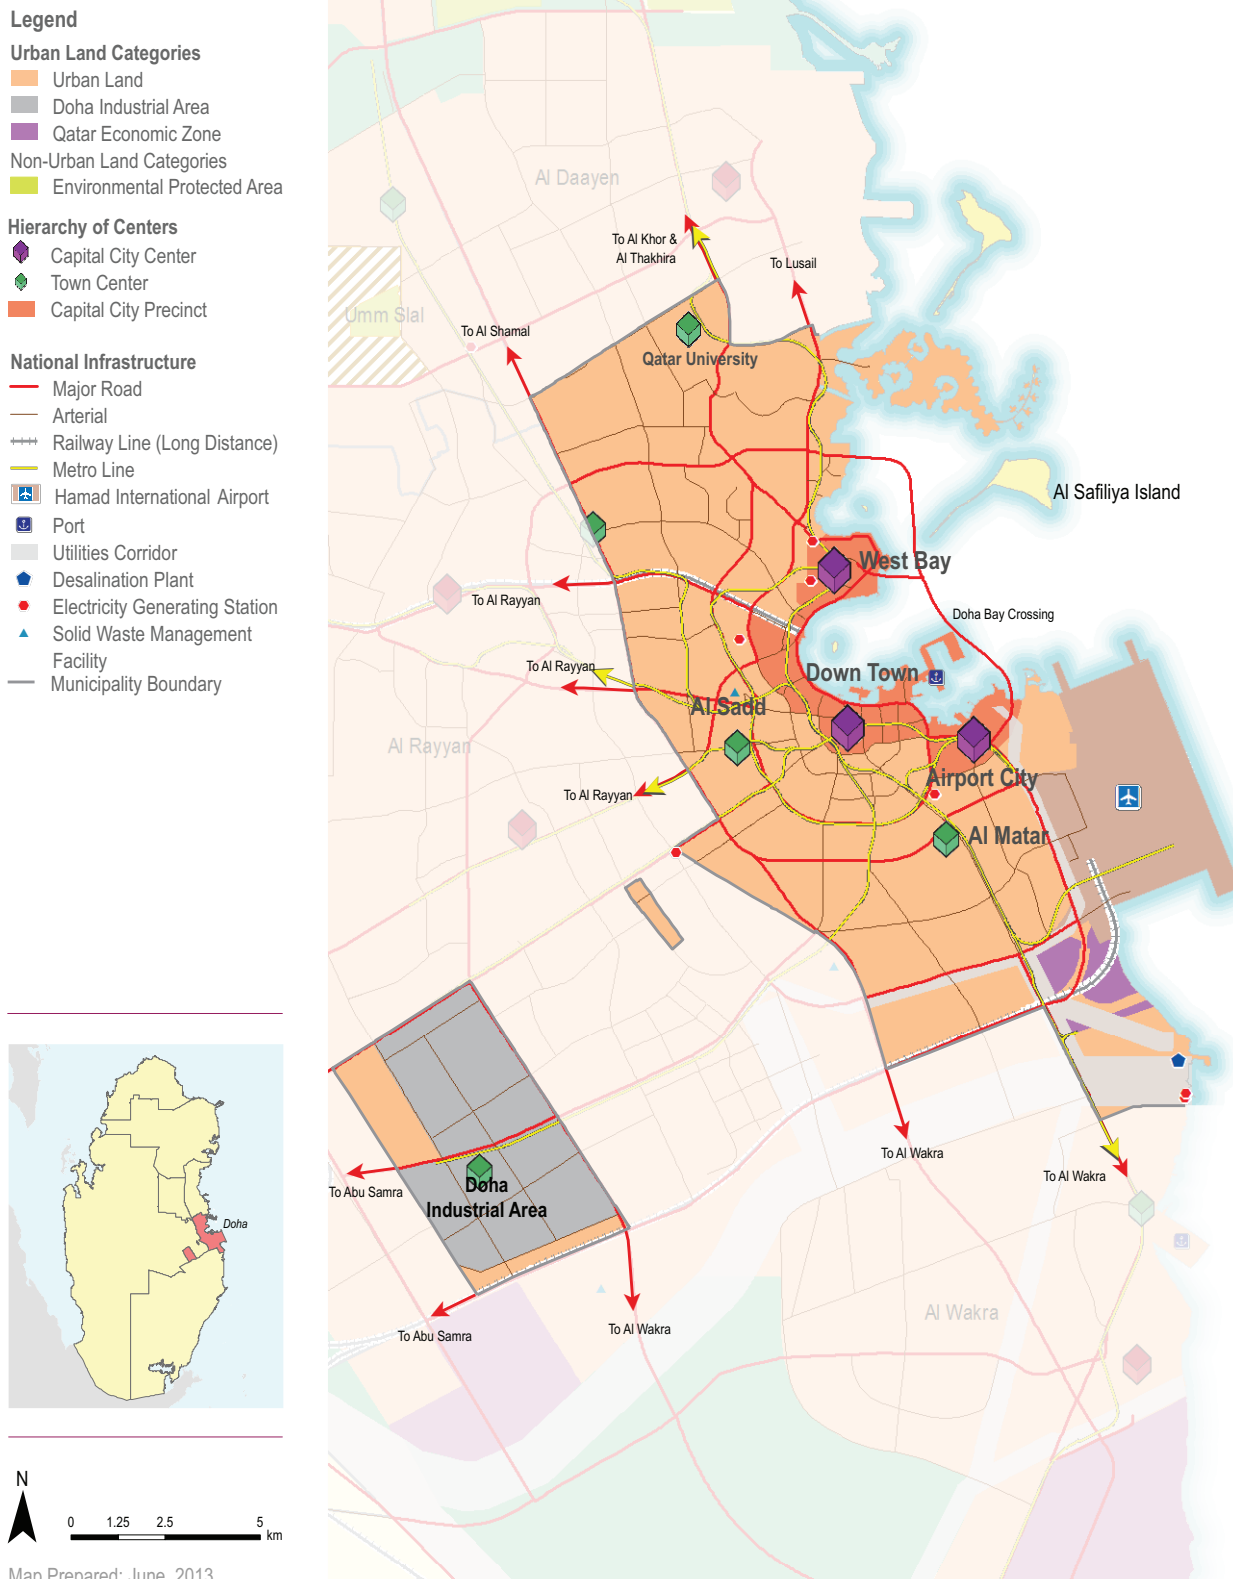 Legend
Urban Land Categories
Urban Land
Doha Industrial Area
Qatar Economic Zone
Non-Urban Land Categories
Environmental Protected Area
Hierarchy of Centers
Capital City Center
Town Center
Capital City Precinct
National Infrastructure
Major Road
Arterial
Railway Line (Long Distance)
Metro Line
Hamad International Airport
Port
Utilities Corridor
Desalination Plant
Electricity Generating Station
Solid Waste Management
Facility
Municipality Boundary
Doha
N
0 1.25 2.5 5
km
Map Prepared: June, 2013
Al Daayen
To Al Khor &
Al Thakhira
To Lusail
Umm Slal
To Al Shamal
Qatar University
Al Safiliya Island
West Bay
To Al Rayyan
Doha Bay Crossing
To Al Rayyan
Down Town
Al Sadd
Al Rayyan
Airport City
To Al Rayyan
Al Matar
To Al Wakra
To Al Wakra
To Abu Samra
Doha
Industrial Area
Al Wakra
To Abu Samra
To Al Wakra